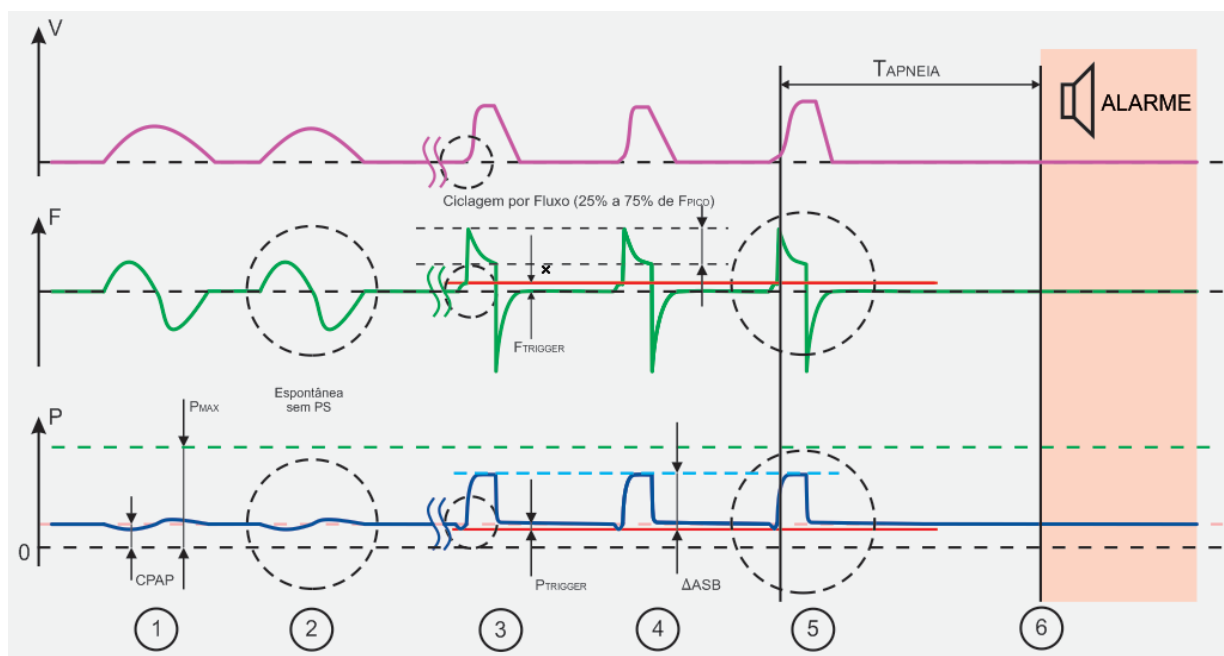 V
TAPNEIA
ALARME
Ciclagem por Fluxo (25% a 75% de FPICO)
F
x
FTRIGGER
Espontânea
sem PS
PMAX
P
0
CPAP
PTRIGGER
ΔASB
1
2
3
4
5
6